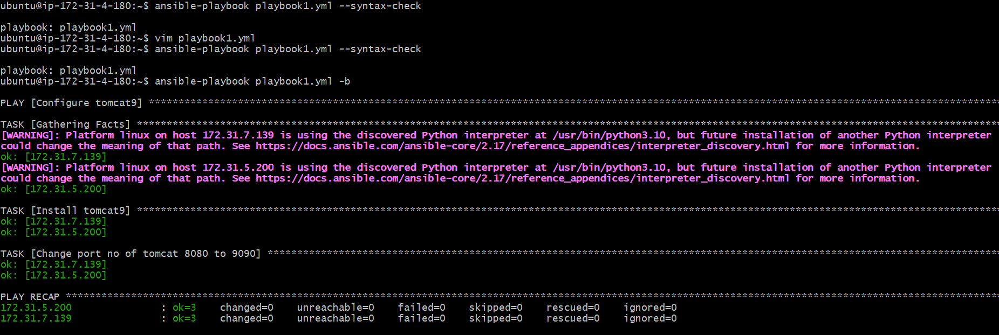 ubuntu@ip-172-31-4-180:~$ ansible-playbook playbook1.yml --syntax-check
playbook: playbook1.yml
ubuntu@ip-172-31-4-180:~$ vim playbook1.yml
ubuntu@ip-172-31-4-180:~$ ansible-playbook playbook1.yml --syntax-check
playbook: playbook1.yml
ubuntu@ip-172-31-4-180:~$ ansible-playbook playbook1.yml -b
PLAY [Configure tomcat9] ***********************************************************************************************************************************************
TASK [Gathering Facts] *************************************************************************************************************************************************
[WARNING]: Platform linux on host 172.31.7.139 is using the discovered Python interpreter at /usr/bin/python3.10, but future installation of another Python interpreter
could change the meaning of that path. See https://docs.ansible.com/ansible-core/2.17/reference_appendices/interpreter_discovery.html for more information.
ok: [172.31.7.139]
[WARNING]: Platform linux on host 172.31.5.200 is using the discovered Python interpreter at /usr/bin/python3.10, but future installation of another Python interpreter
could change the meaning of that path. See https://docs.ansible.com/ansible-core/2.17/reference_appendices/interpreter_discovery.html for more information.
ok: [172.31.5.200]
TASK [Install tomcat9] *************************************************************************************************************************************************
ok: [172.31.7.139]
ok: [172.31.5.200]
TASK [Change port no of tomcat 8080 to 9090] ***************************************************************************************************************************
ok: [172.31.7.139]
ok: [172.31.5.200]
PLAY RECAP *************************************************************************************************************************************************************
172.31.5.200               : ok=3    changed=0    unreachable=0    failed=0    skipped=0    rescued=0    ignored=0
172.31.7.139               : ok=3    changed=0    unreachable=0    failed=0    skipped=0    rescued=0    ignored=0